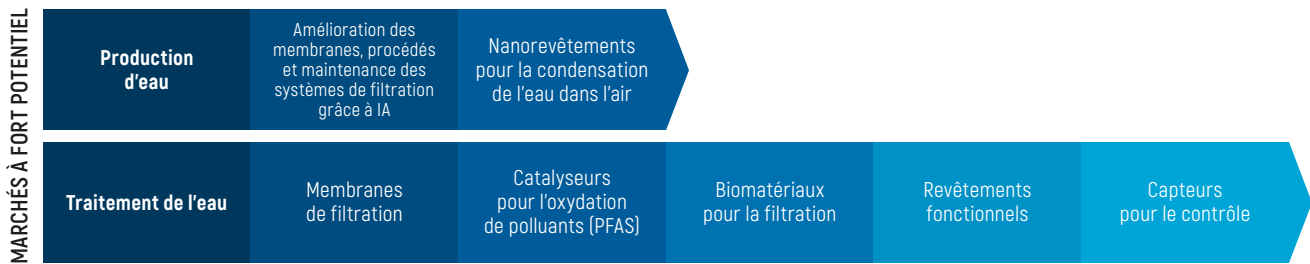 MARCHÉS À FORT POTENTIEL
Production
d'eau
Amélioration des
membranes, procédés
et maintenance des
systèmes de filtration
grâce à IA
Nanorevêtements
pour la condensation
de l'eau dans l'air
Traitement de l'eau
Membranes
de filtration
Catalyseurs
pour l'oxydation
de polluants (PFAS)
Biomatériaux
pour la filtration
Revêtements
fonctionnels
Capteurs
pour le contrôle